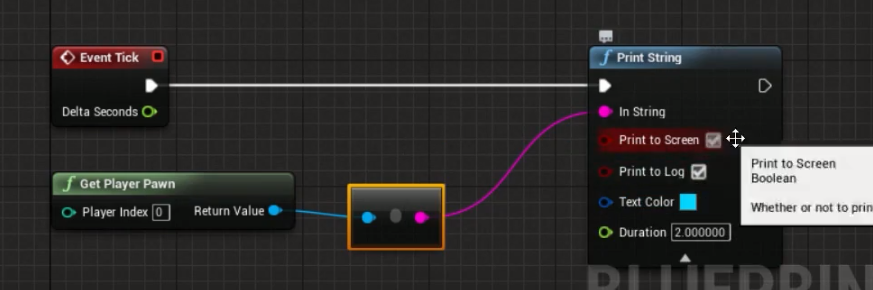 Event Tick
Delta Seconds
Get Player Pawn
Player Index 0
Return Value
f Print String
In String
Print to Screen
Print to Log
Text Color
Duration 2.000000
Print to Screen
Boolean
Whether or not to prin
BLUEPRIN